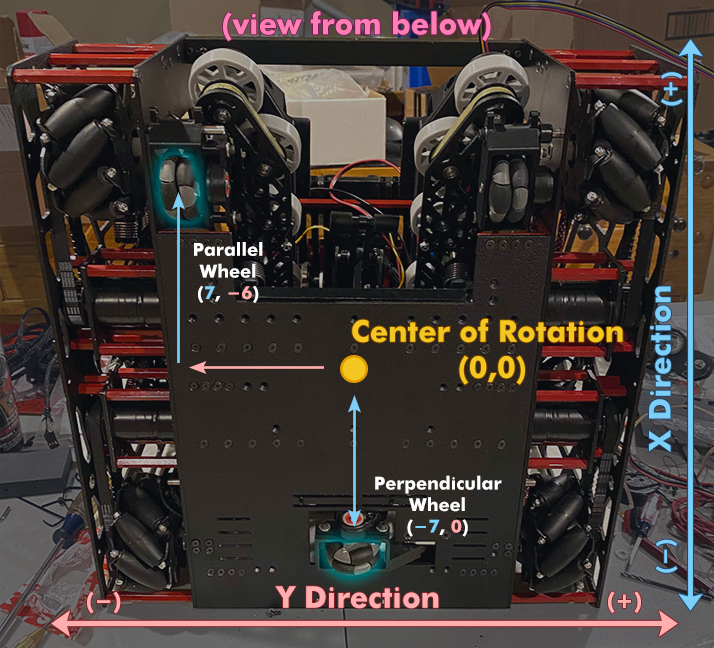 (view from below)
(+)
Parallel
Wheel
(7, −6)
Center of Rotation
(0,0)
X Direction
Perpendicular
Wheel
(−7, 0)
(−)
(−)
Y Direction
(+)